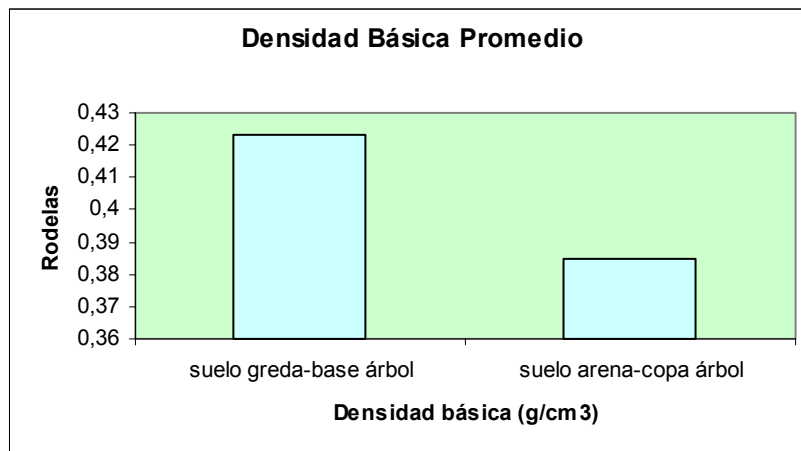 Densidad Básica Promedio
0,43
0,42
0,41
0,4
0,39
0,38
0,37
0,36
Rodelas
suelo greda-base árbol
suelo arena-copa árbol
Densidad básica (g/cm3)